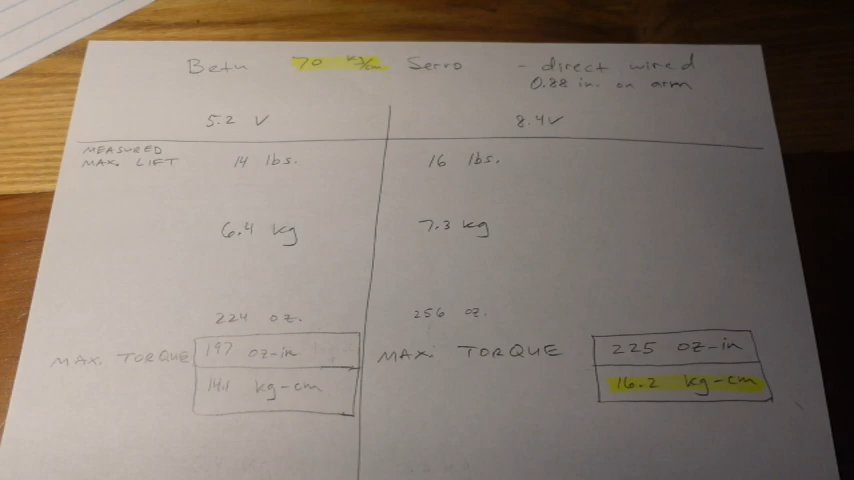 Betu 70 kg/cm Servo - direct wired
0.88 in. on arm
5.2 V
8.4V
MEASURED
MAX. LIFT 14 lbs.
16 lbs.
6.4 kg
7.3 kg
224 oz.
256 oz.
MAX. TORQUE 197 oz-in
14.1 kg-cm
MAX. TORQUE 225 oz-in
16.2 kg-cm